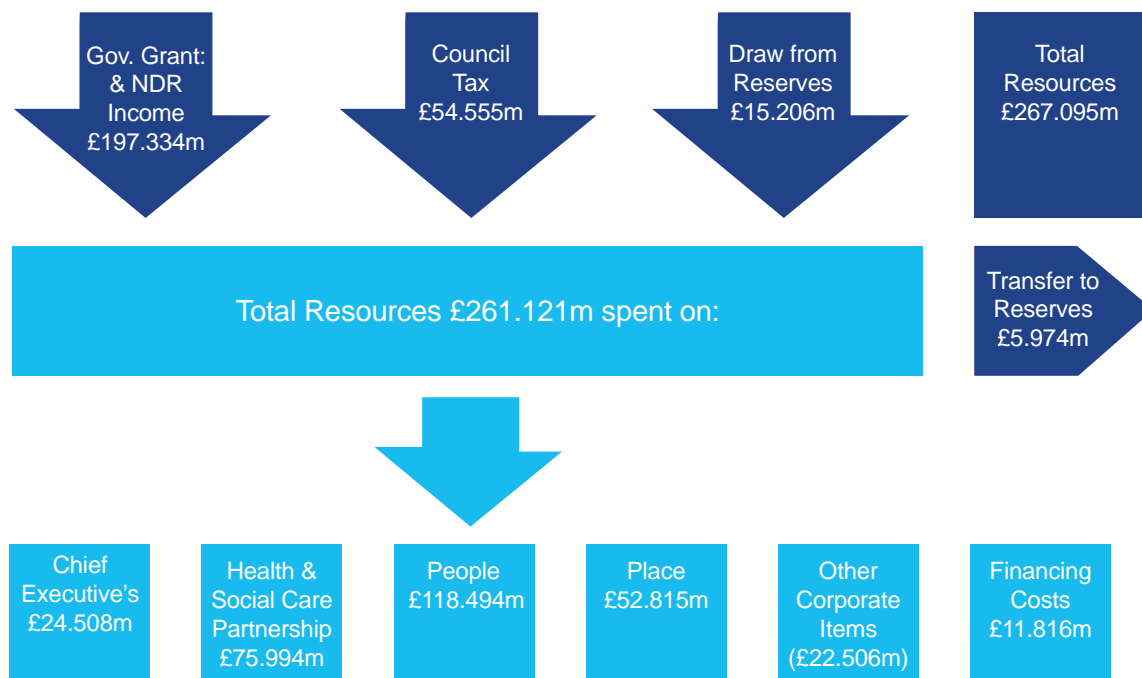 Gov. Grant:
& NDR
Income
£197.334m
Council
Tax
£54.555m
Draw from
Reserves
£15.206m
Total
Resources
£267.095m
Total Resources £261.121m spent on:
Transfer to
Reserves
£5.974m
Chief
Executive’s
£24.508m
Health &
Social Care
Partnership
£75.994m
People
£118.494m
Place
£52.815m
Other
Corporate
Items
(£22.506m)
Financing
Costs
£11.816m